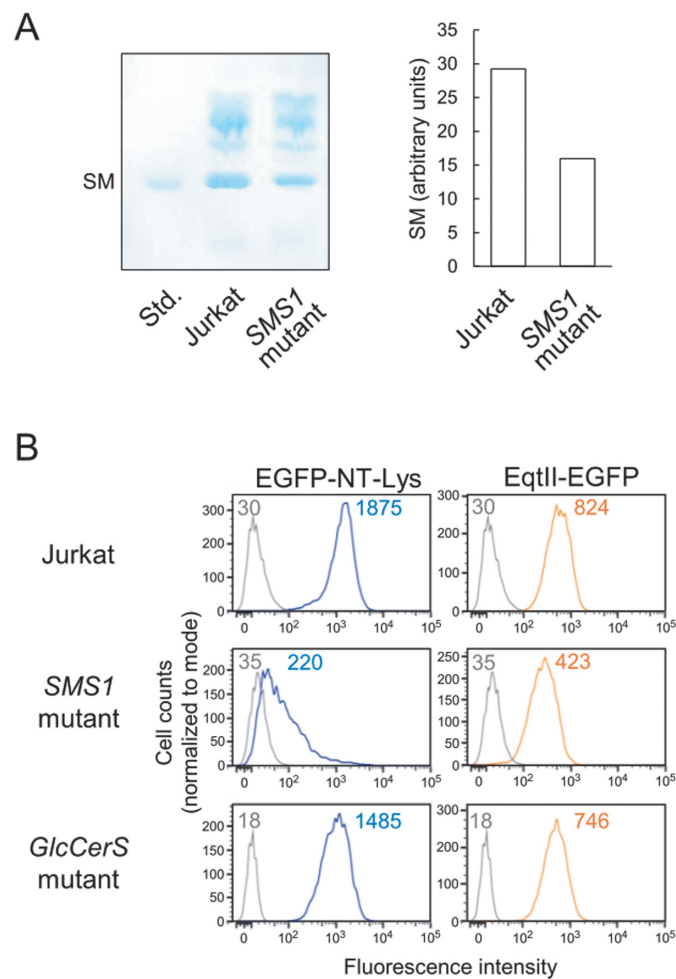 A
SM
Std.
Jurkat
SMS1
mutant
SM (arbitrary units)
35
30
25
20
15
10
5
0
Jurkat
SMS1
mutant
B
EGFP-NT-Lys
EqtII-EGFP
Jurkat
300
200
100
0
30
1875
0 10² 10³ 10⁴ 10⁵
300
200
100
0
30
824
0 10² 10³ 10⁴ 10⁵
SMS1
mutant
Cell counts
(normalized to mode)
200
150
100
50
0
35
220
0 10² 10³ 10⁴ 10⁵
250
200
150
100
50
0
35
423
0 10² 10³ 10⁴ 10⁵
GlcCerS
mutant
200
150
100
50
0
18
1485
0 10² 10³ 10⁴ 10⁵
300
200
100
0
18
746
0 10² 10³ 10⁴ 10⁵
Fluorescence intensity